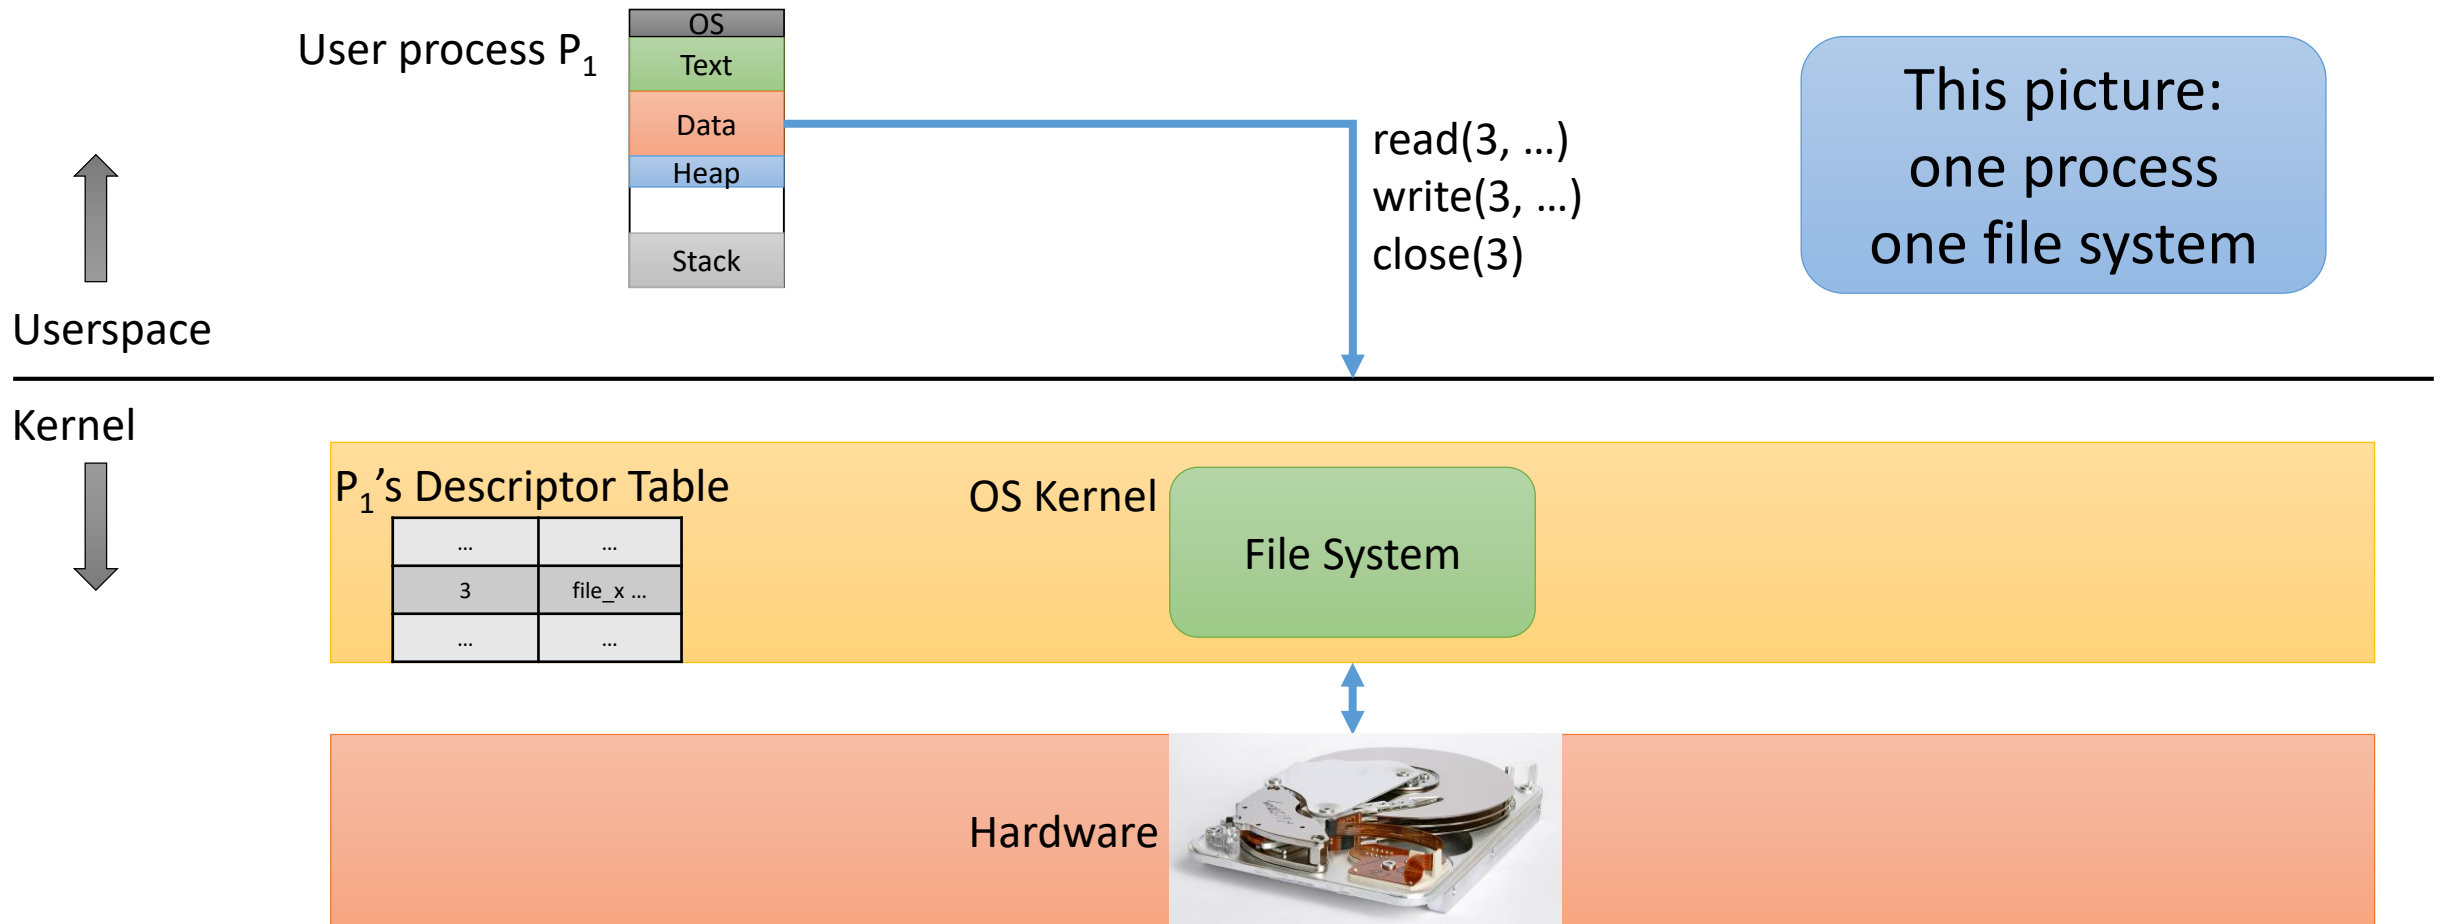 OS
User process P1
Text
Data
Heap
Stack
read(3, …)
write(3, …)
close(3)
This picture:
one process
one file system
Userspace
Kernel
P1’s Descriptor Table
… …
3 file_x …
… …
OS Kernel
File System
Hardware